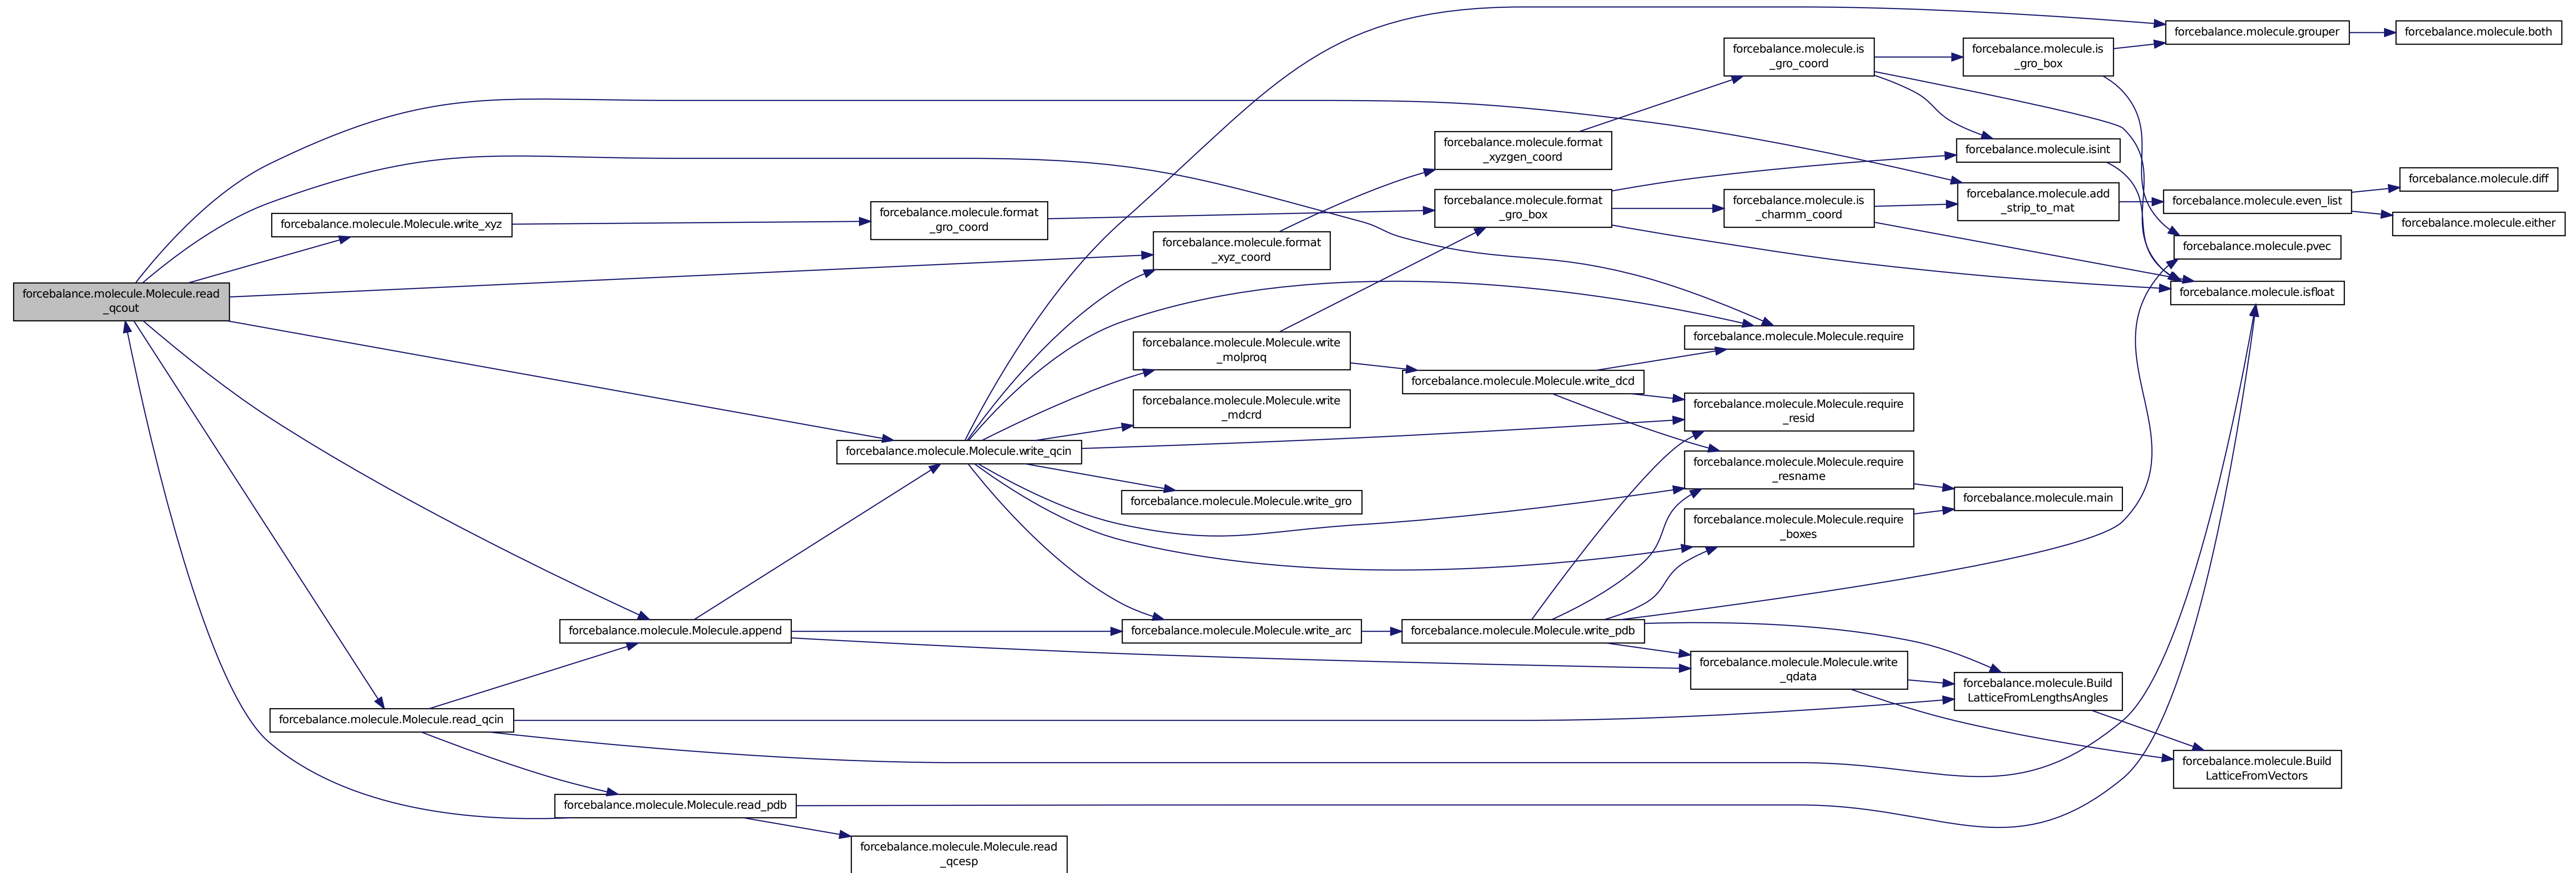 forcebalance.molecule.Molecule.read
_qcout
forcebalance.molecule.Molecule.write_xyz
forcebalance.molecule.Molecule.read_qcin
forcebalance.molecule.Molecule.append
forcebalance.molecule.Molecule.read_pdb
forcebalance.molecule.format
_gro_coord
forcebalance.molecule.Molecule.write_qcin
forcebalance.molecule.Molecule.read
_qcesp
forcebalance.molecule.format
_xyz_coord
forcebalance.molecule.Molecule.write
_molproq
forcebalance.molecule.Molecule.write
_mdcrd
forcebalance.molecule.Molecule.write_gro
forcebalance.molecule.Molecule.write_arc
forcebalance.molecule.format
_xyzgen_coord
forcebalance.molecule.format
_gro_box
forcebalance.molecule.Molecule.write_dcd
forcebalance.molecule.Molecule.write_pdb
forcebalance.molecule.is
_gro_coord
forcebalance.molecule.is
_charmm_coord
forcebalance.molecule.Molecule.require
forcebalance.molecule.Molecule.require
_resid
forcebalance.molecule.Molecule.require
_resname
forcebalance.molecule.Molecule.require
_boxes
forcebalance.molecule.Molecule.write
_qdata
forcebalance.molecule.is
_gro_box
forcebalance.molecule.isint
forcebalance.molecule.add
_strip_to_mat
forcebalance.molecule.main
forcebalance.molecule.Build
LatticeFromLengthsAngles
forcebalance.molecule.grouper
forcebalance.molecule.even_list
forcebalance.molecule.pvec
forcebalance.molecule.isfloat
forcebalance.molecule.Build
LatticeFromVectors
forcebalance.molecule.both
forcebalance.molecule.diff
forcebalance.molecule.either